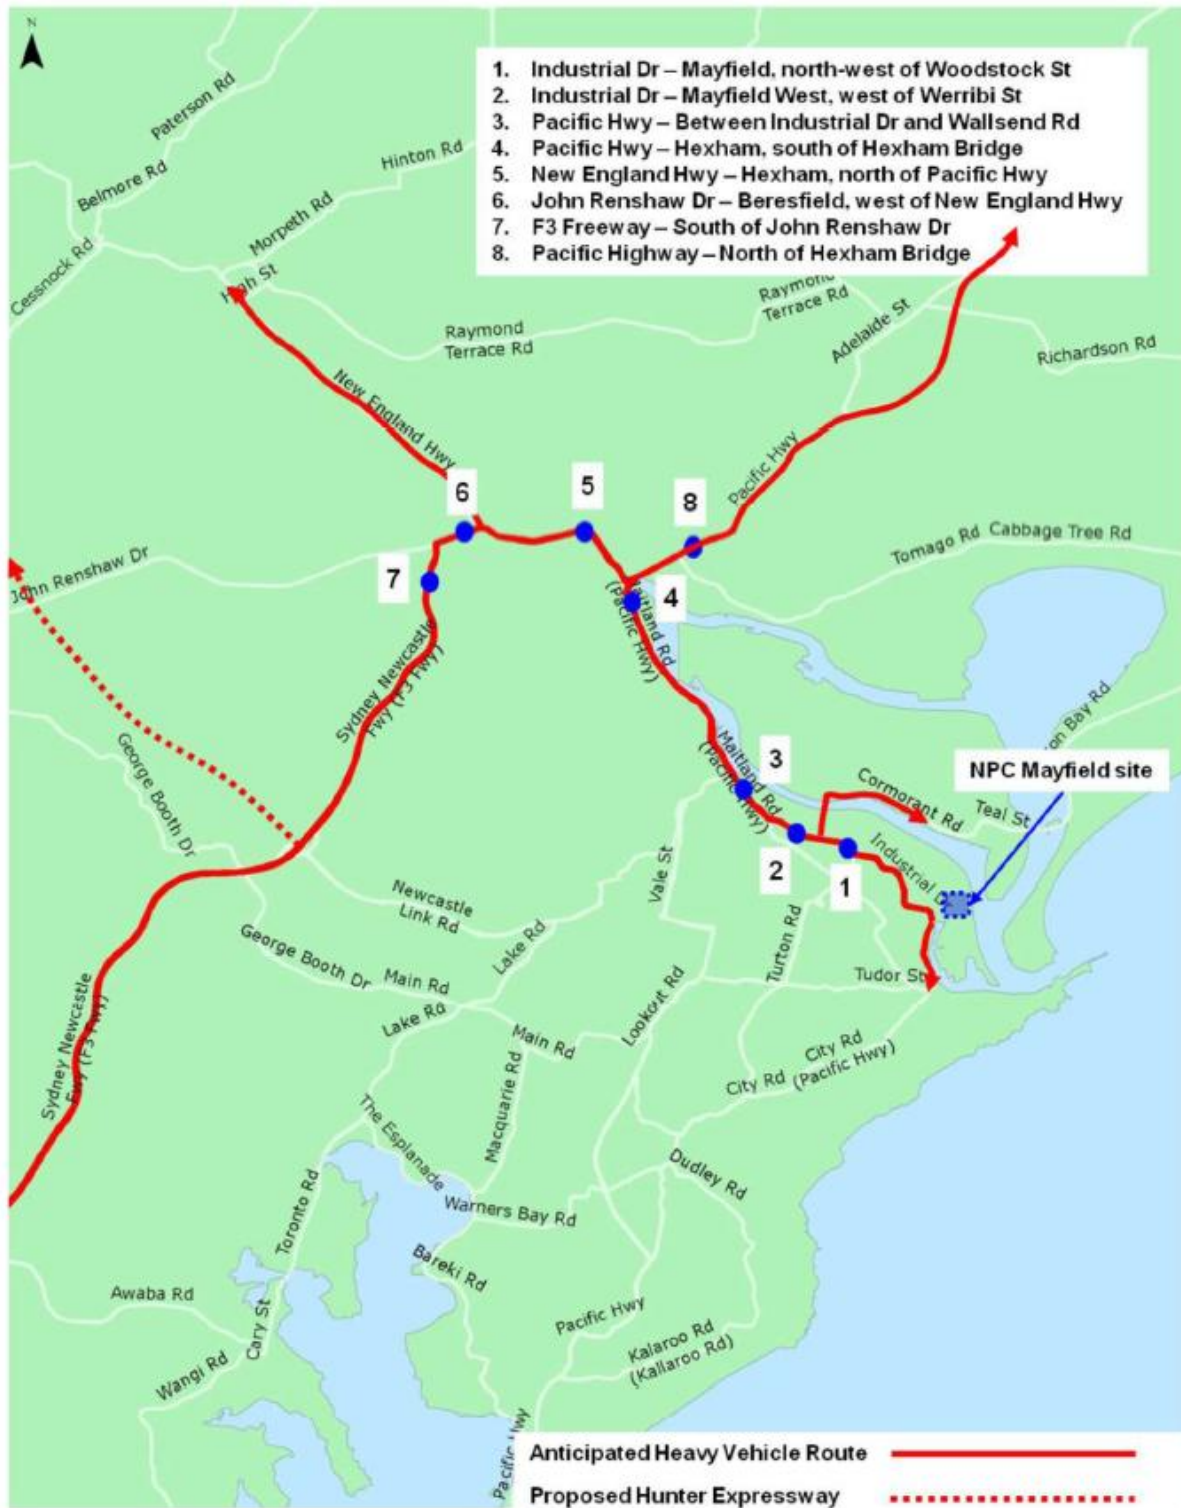 N
1. Industrial Dr – Mayfield, north-west of Woodstock St
2. Industrial Dr – Mayfield West, west of Werribi St
3. Pacific Hwy – Between Industrial Dr and Wallsend Rd
4. Pacific Hwy – Hexham, south of Hexham Bridge
5. New England Hwy – Hexham, north of Pacific Hwy
6. John Renshaw Dr – Beresfield, west of New England Hwy
7. F3 Freeway – South of John Renshaw Dr
8. Pacific Highway – North of Hexham Bridge
Paterson Rd
Hinton Rd
Belmore Rd
Morpeth Rd
Cessnock Rd
High St
Raymond
Terrace Rd
Raymond
Terrace Rd
Adelaide St
Richardson Rd
New England Hwy
Pacific Hwy
6
5
8
Tomago Rd
Cabbage Tree Rd
John Renshaw Dr
7
4
Maitland Rd
(Pacific Hwy)
Sydney Newcastle
Fwy (F3 Fwy)
George Booth Dr
Maitland Rd
(Pacific Hwy)
3
on Bay Rd
NPC Mayfield site
Cormorant Rd
Teal St
2
1
Industrial D
Vale St
Newcastle
Link Rd
Lake Rd
Turton Rd
George Booth Dr
Main Rd
Tudor St
Lookout Rd
Lake Rd
Main Rd
City Rd
(Pacific Hwy)
City Rd
Sydney Newcastle
Fwy (F3 Fwy)
Macquarie Rd
The Esplanade
Dudley Rd
Toronto Rd
Warners Bay Rd
Bareki Rd
Awaba Rd
Cary St
Pacific Hwy
Kalaroo Rd
(Kallaroo Rd)
Wangi Rd
Pacific Hwy
Anticipated Heavy Vehicle Route
Proposed Hunter Expressway